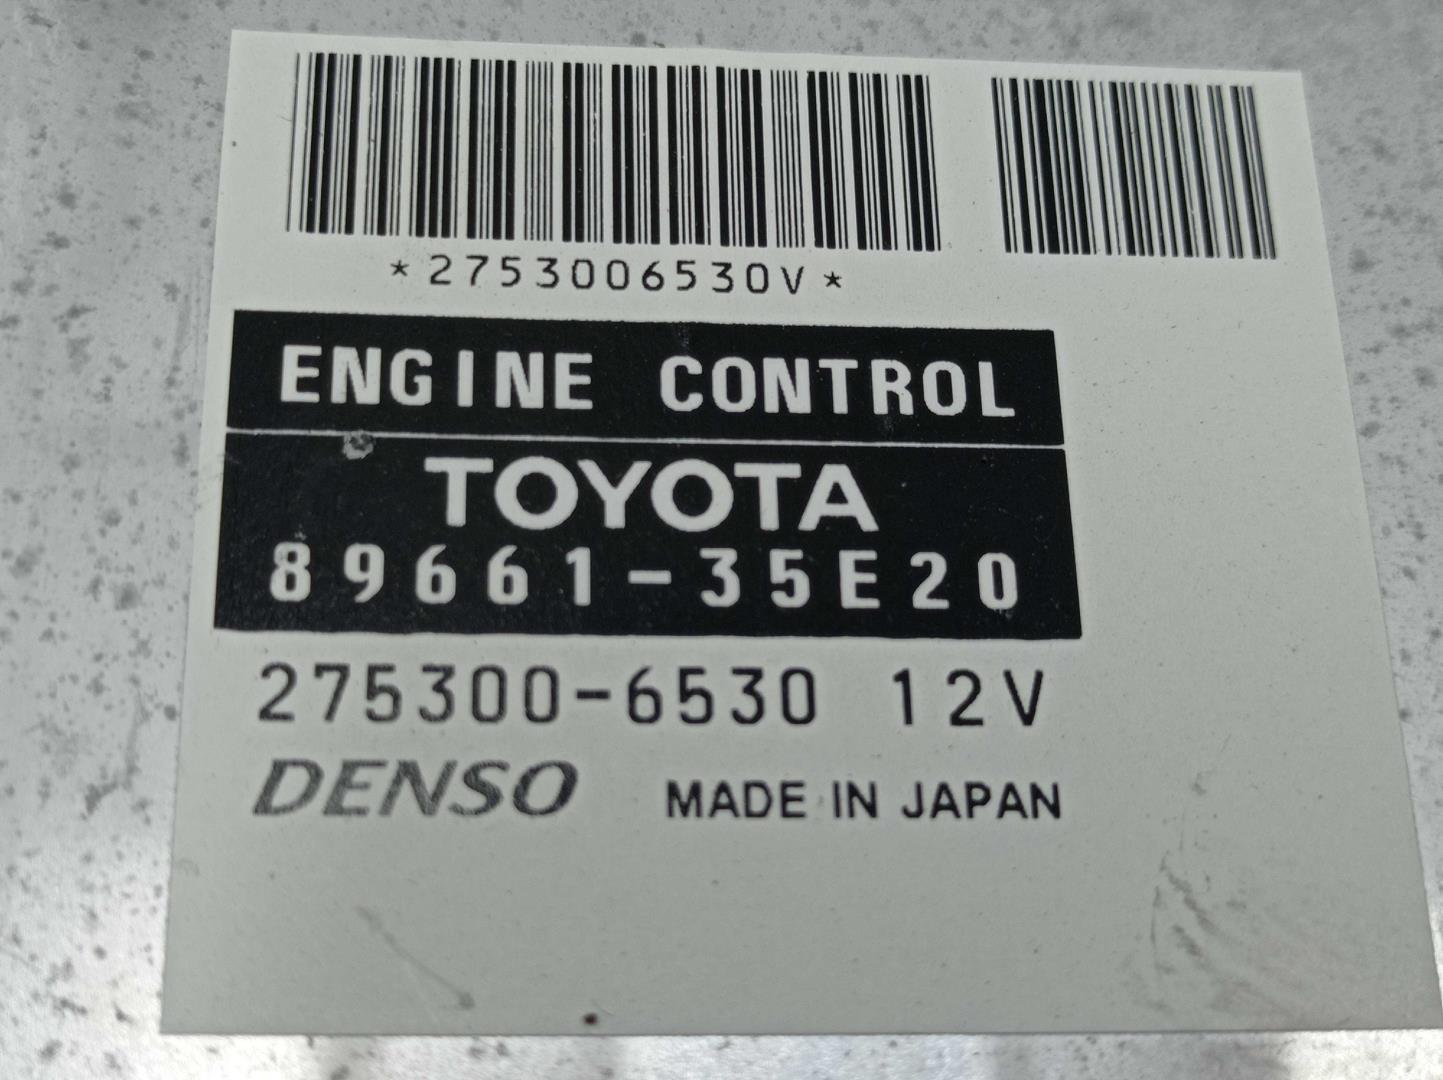 *2753006530V*
ENGINE CONTROL
TOYOTA
89661-35E20
275300-6530 12V
DENSO MADE IN JAPAN